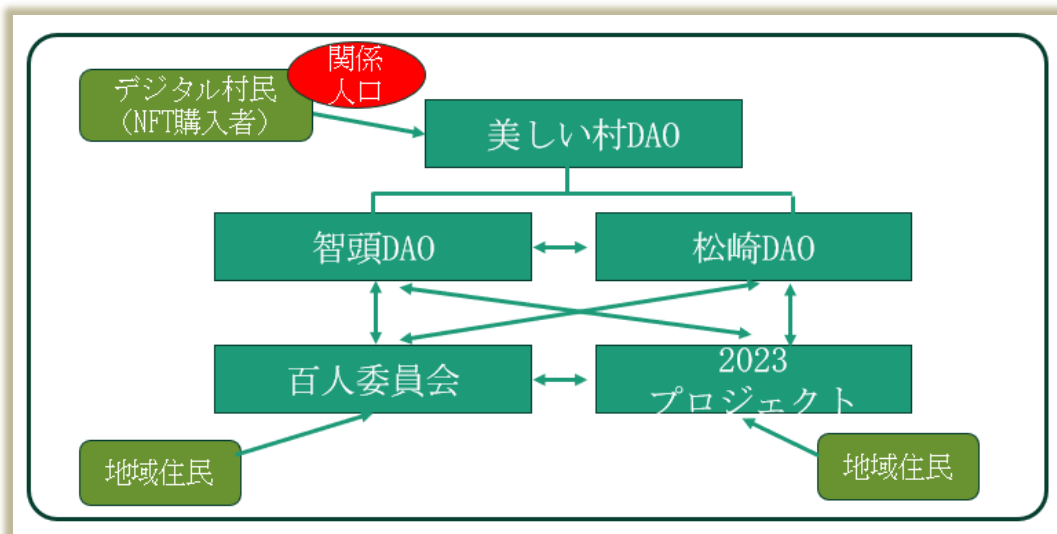 関係
人口
デジタル村民
(NFT購入者)
美しい村DAO
智頭DAO
松崎DAO
百人委員会
2023
プロジェクト
地域住民
地域住民